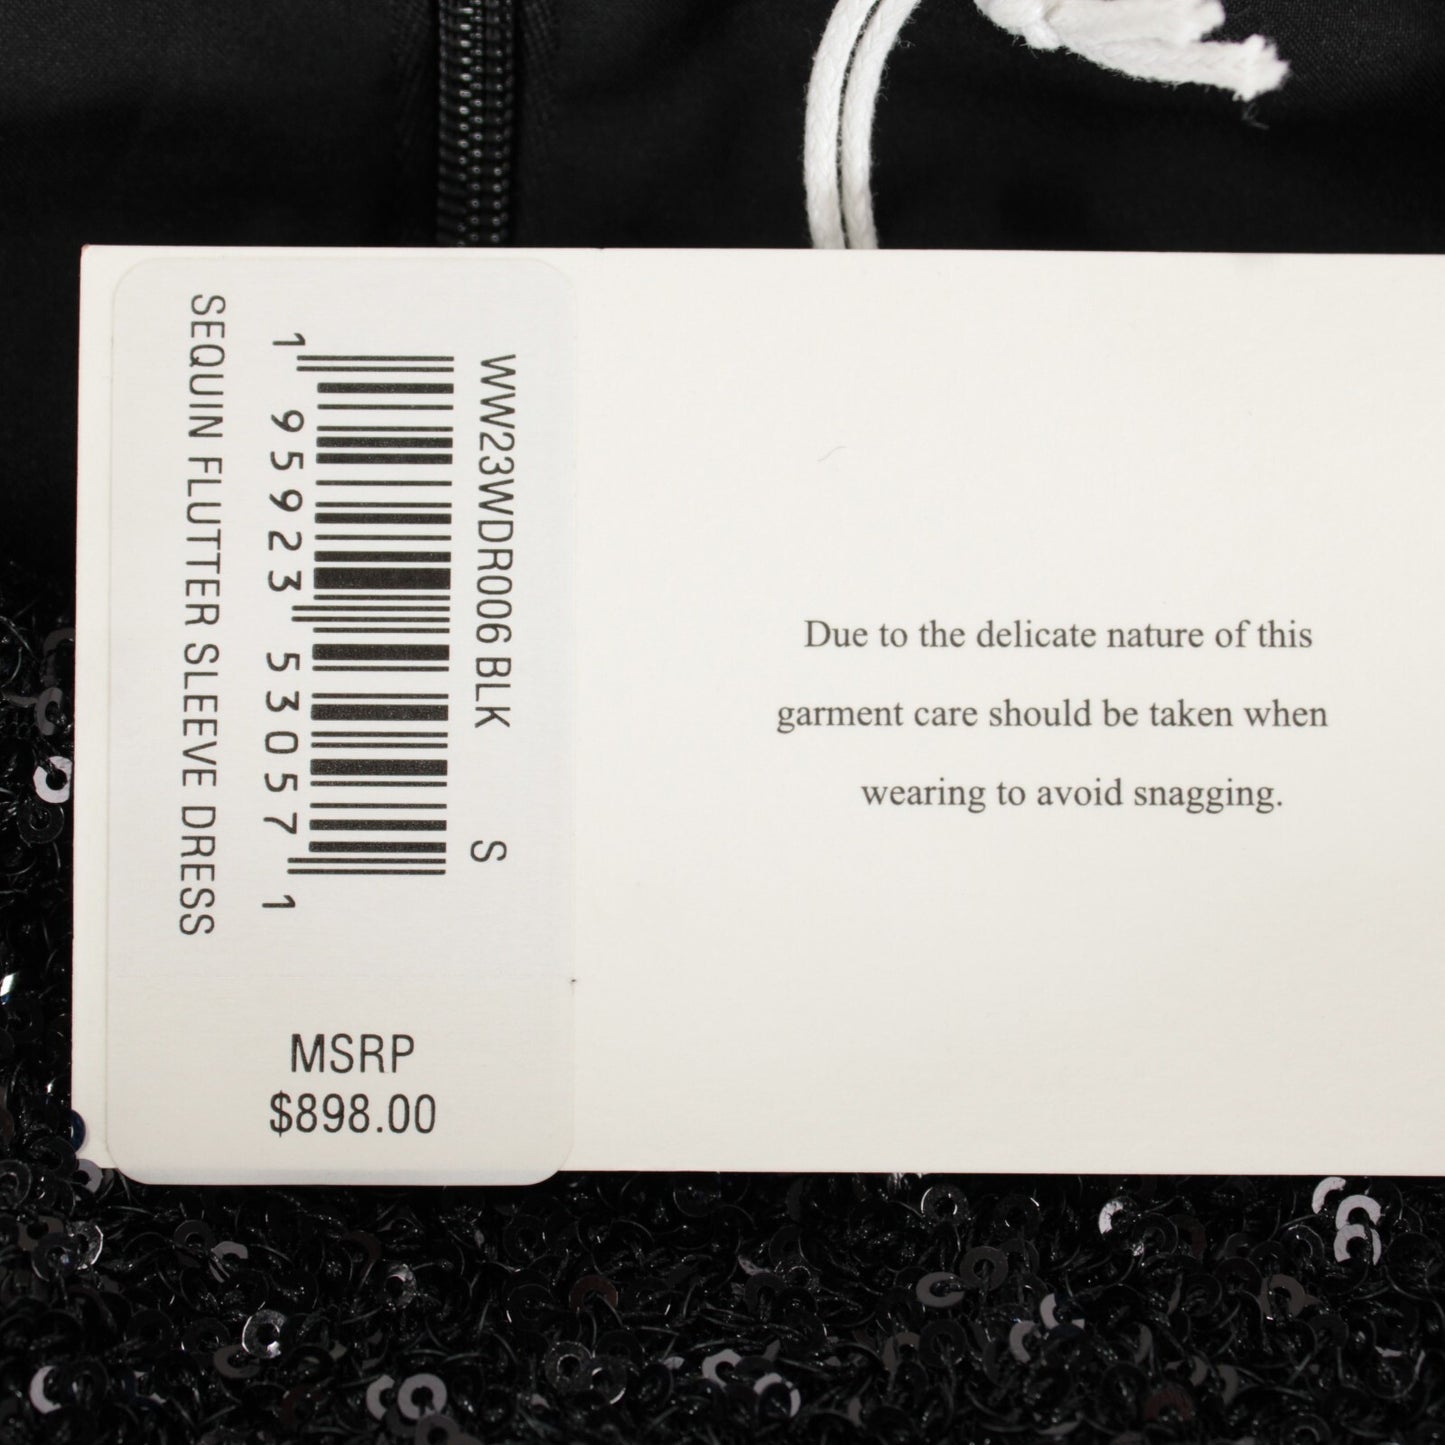 WW23WDR006 BLK S
1 95923 53057 1
SEQUIN FLUTTER SLEEVE DRESS
MSRP
$898.00
Due to the delicate nature of this
garment care should be taken when
wearing to avoid snagging.